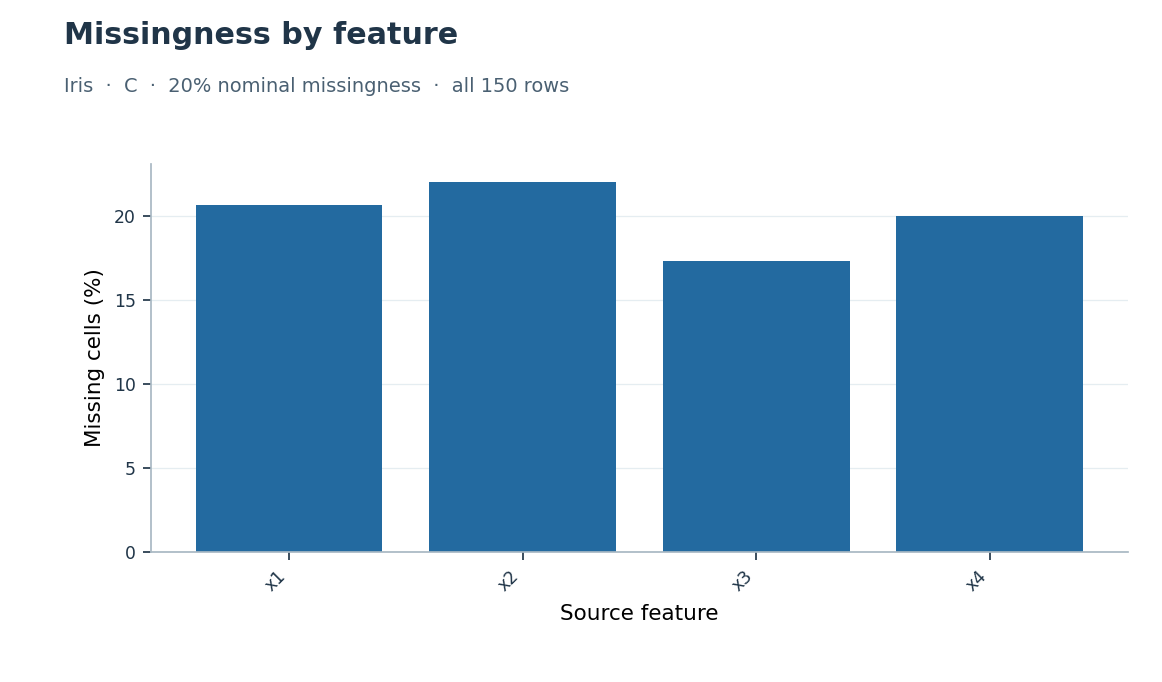 Missingness by feature
Iris · C · 20% nominal missingness · all 150 rows
Missing cells (%)
20
15
10
5
0
x1
x2
x3
x4
Source feature